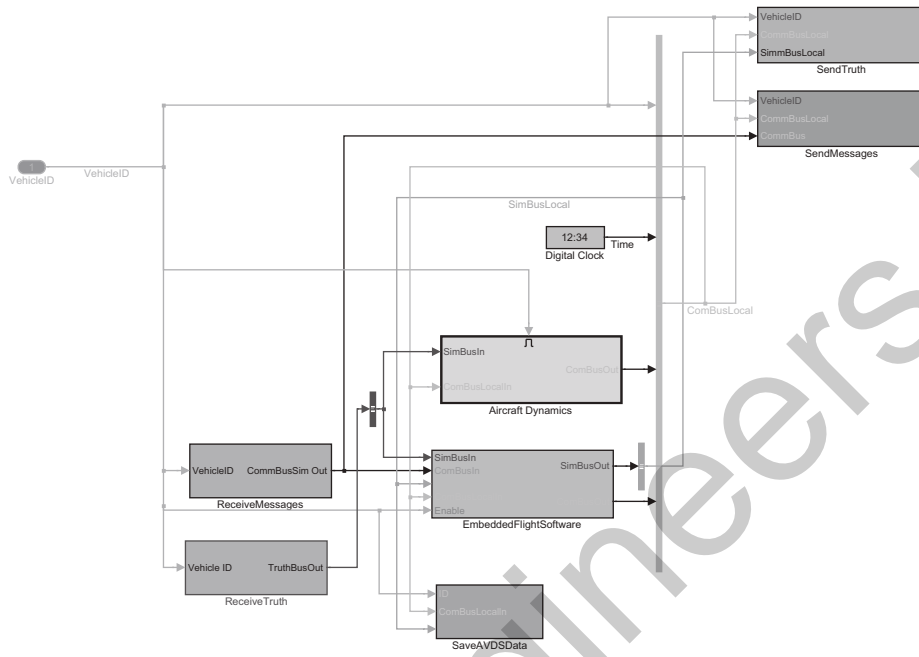 VehicleID
CommBusLocal
SimmBusLocal
SendTruth
VehicleID
CommBusLocal
CommBus
SendMessages
1
VehicleID
VehicleID
SimBusLocal
12:34
Time
Digital Clock
ComBusLocal
SimBusIn
ComBusOut
ComBusLocalIn
Aircraft Dynamics
SimBusIn
SimBusOut
VehicleID
CommBusSim Out
ComBusIn
ReceiveMessages
Enable
EmbeddedFlightSoftware
Vehicle ID
TruthBusOut
ReceiveTruth
ID
ComBusLocalIn
SaveAVDSData